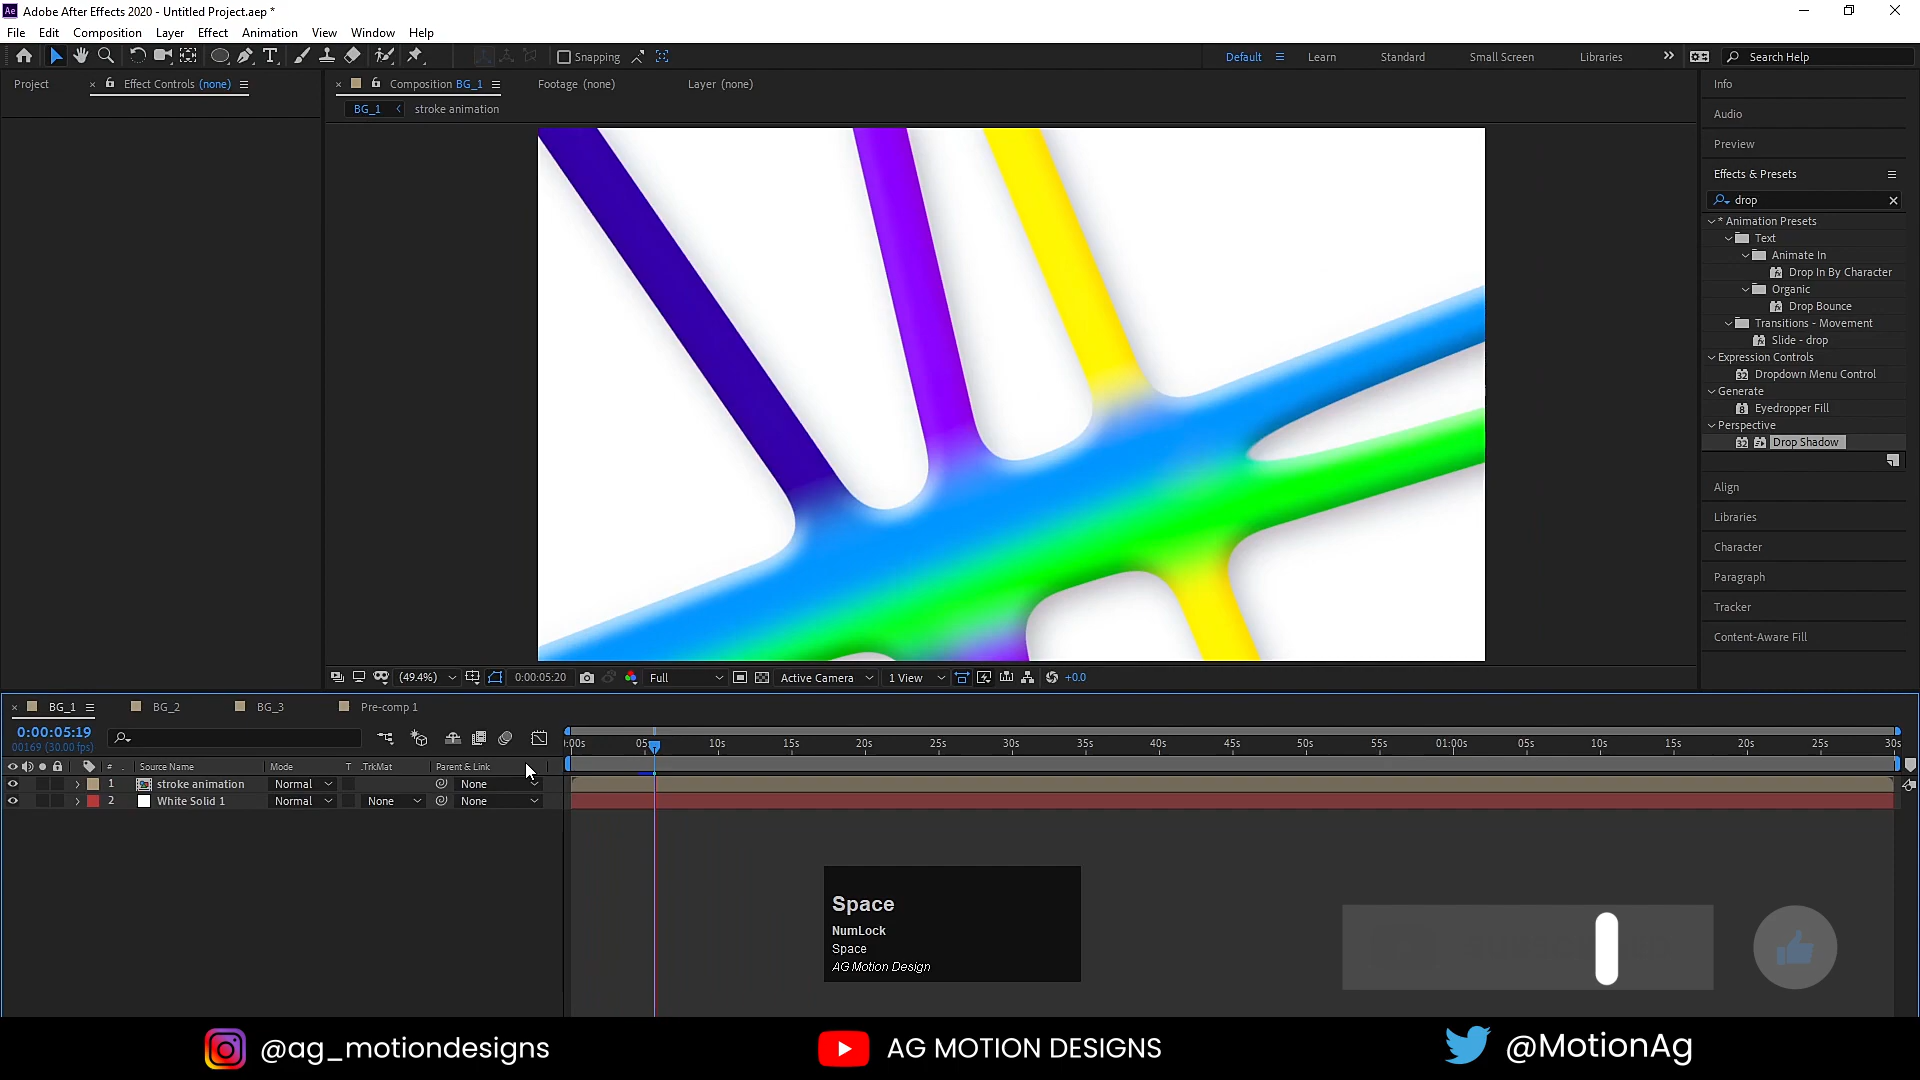 Adobe After Effects 2020 - Untitled Project.aep *
File Edit Composition Layer Effect Animation View Window Help
Snapping
Default Learn Standard Small Screen Libraries Search Help
Project
Effect Controls (none)
Composition BG_1
Footage (none)
Layer (none)
BG_1
stroke animation
Info
Audio
Preview
Effects & Presets
drop
* Animation Presets
Text
Animate In
Drop In By Character
Organic
Drop Bounce
Transitions - Movement
Slide - drop
Expression Controls
Dropdown Menu Control
Generate
Eyedropper Fill
Perspective
Drop Shadow
Align
Libraries
Character
Paragraph
Tracker
Content-Aware Fill
(49.4%) 0:00:05:20 Full Active Camera 1 View +0.0
BG_1 BG_2 BG_3 Pre-comp 1
0:00:05:19
00169 (30.00 fps)
:00s 05 10s 15s 20s 25s 30s 35s 40s 45s 50s 55s 01:00s 05s 10s 15s 20s 25s 30s
# Source Name Mode T .TrkMat Parent & Link
1 stroke animation Normal None
2 White Solid 1 Normal None None
Space
NumLock
Space
AG Motion Design
@ag_motiondesigns AG MOTION DESIGNS @MotionAg